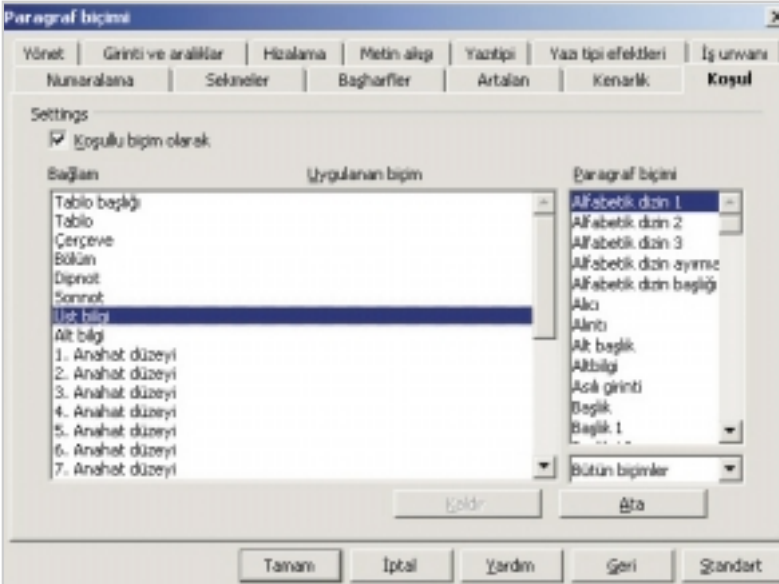 Paragraf biçimi
Yönet Girinti ve aralıklar Hizalama Metin akışı Yazıtipi Yazı tipi efektleri İş unvanı
Numaralama Sekmeler Başharfler Artalan Kenarlık Koşul
Settings
Koşullu biçim olarak
Bağlam Uygulanan biçim Paragraf biçimi
Tablo başlığı
Tablo
Çerçeve
Bölüm
Dipnot
Sonnot
Üst bilgi
Alt bilgi
1. Anahat düzeyi
2. Anahat düzeyi
3. Anahat düzeyi
4. Anahat düzeyi
5. Anahat düzeyi
6. Anahat düzeyi
7. Anahat düzeyi
Alfabetik dizin 1
Alfabetik dizin 2
Alfabetik dizin 3
Alfabetik dizin ayırma
Alfabetik dizin başlığı
Alıcı
Alıntı
Alt başlık
Altbilgi
Asılı girinti
Başlık
Başlık 1
Bütün biçimler
Kaldır Ata
Tamam İptal Yardım Geri Standart